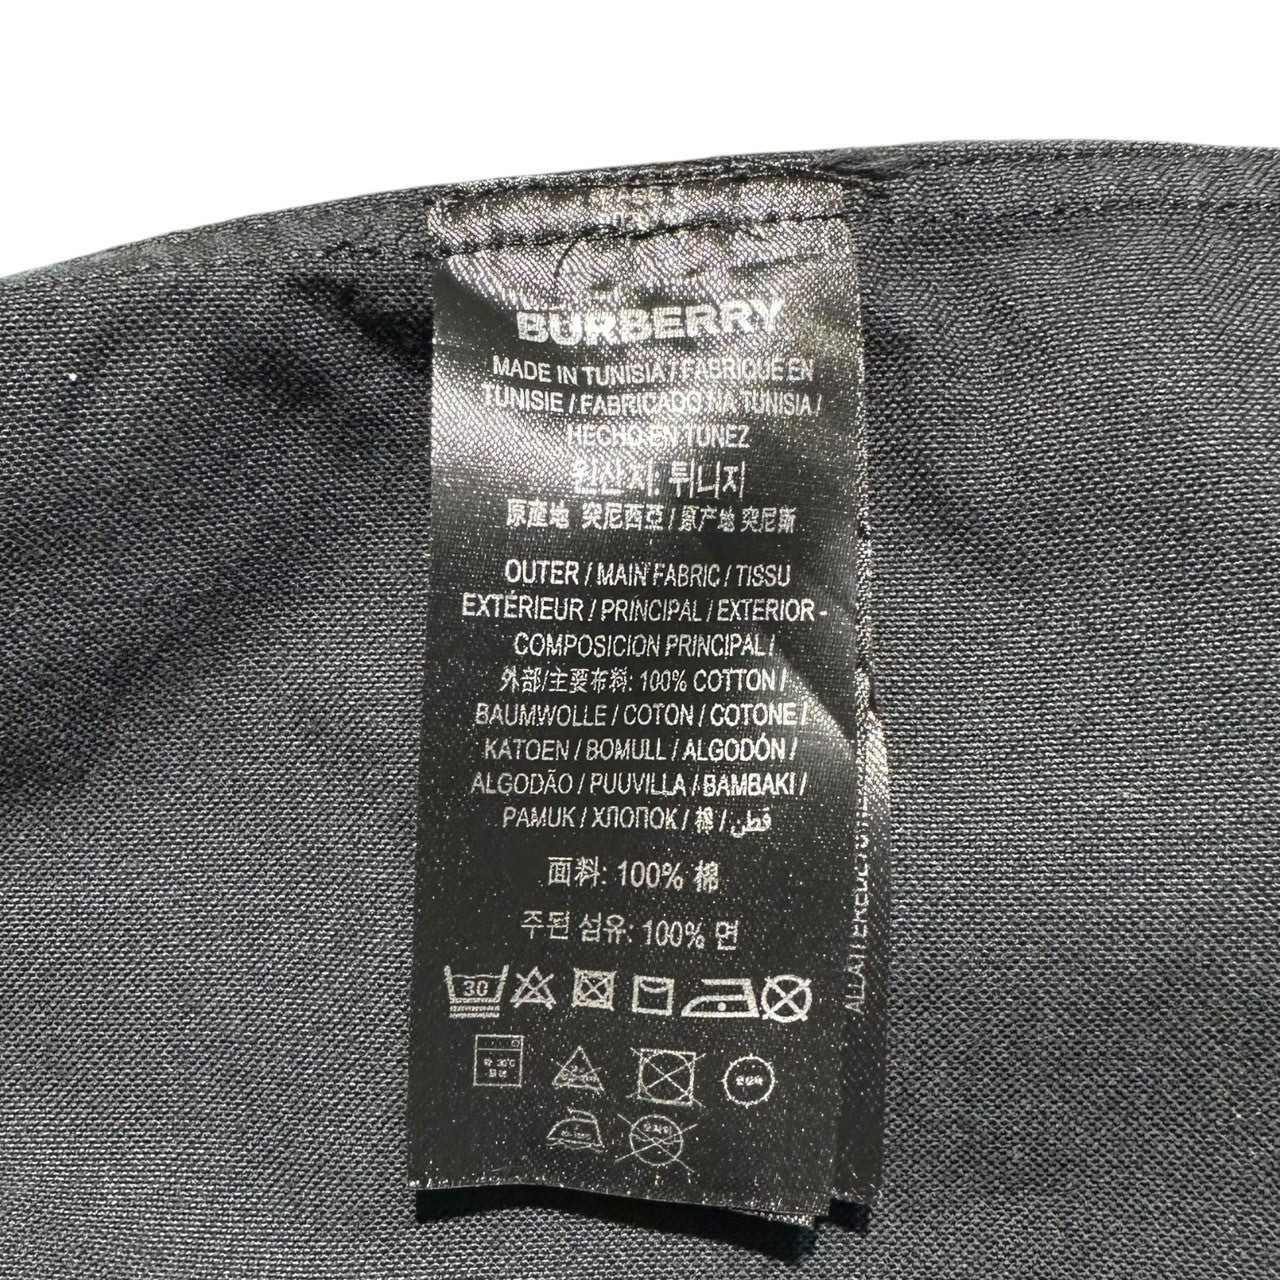 BURBERRY
MADE IN TUNISIA / FABRIQUE EN
TUNISIE / FABRICADO NA TUNISIA /
HECHO EN TUNEZ
원산지: 튀니지
原產地 突尼西亞 / 原产地 突尼斯
OUTER / MAIN FABRIC / TISSU
EXTÉRIEUR / PRINCIPAL / EXTERIOR -
COMPOSICION PRINCIPAL /
外部/主要布料: 100% COTTON /
BAUMWOLLE / COTON / COTONE /
KATOEN / BOMULL / ALGODÓN /
ALGODÃO / PUUVILLA / BAMBAKI /
PAMUK / ХЛОПОК / 棉 / قطن
面料: 100% 棉
주된 섬유: 100% 면
30